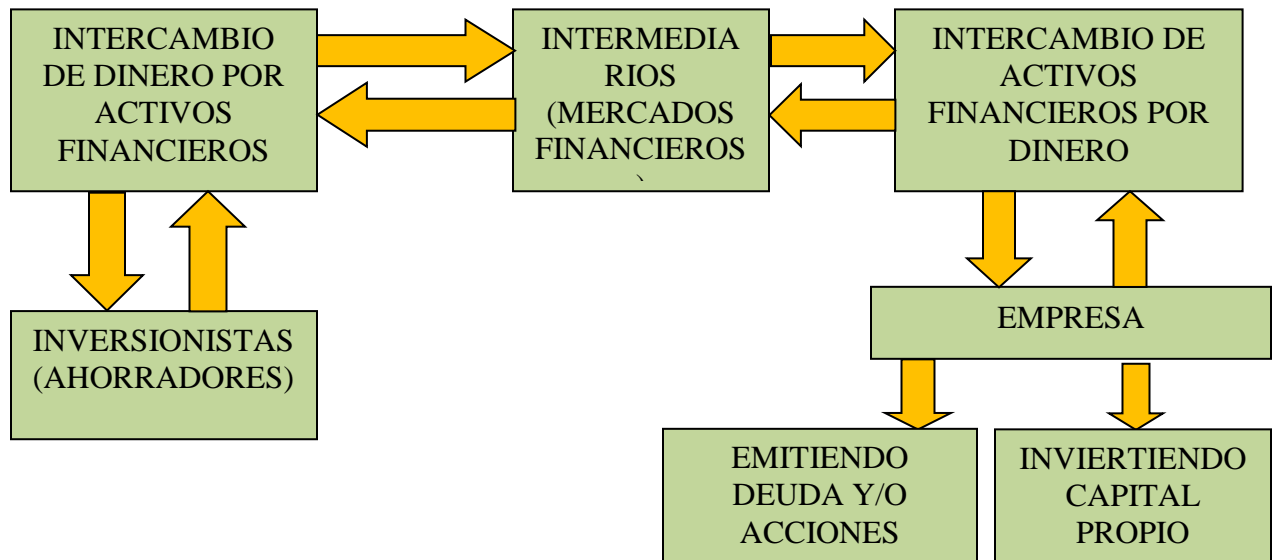 INTERCAMBIO
DE DINERO POR
ACTIVOS
FINANCIEROS
INTERMEDIA
RIOS
(MERCADOS
FINANCIEROS
INTERCAMBIO DE
ACTIVOS
FINANCIEROS POR
DINERO
INVERSIONISTAS
(AHORRADORES)
EMPRESA
EMITIENDO
DEUDA Y/O
ACCIONES
INVIERTIENDO
CAPITAL
PROPIO